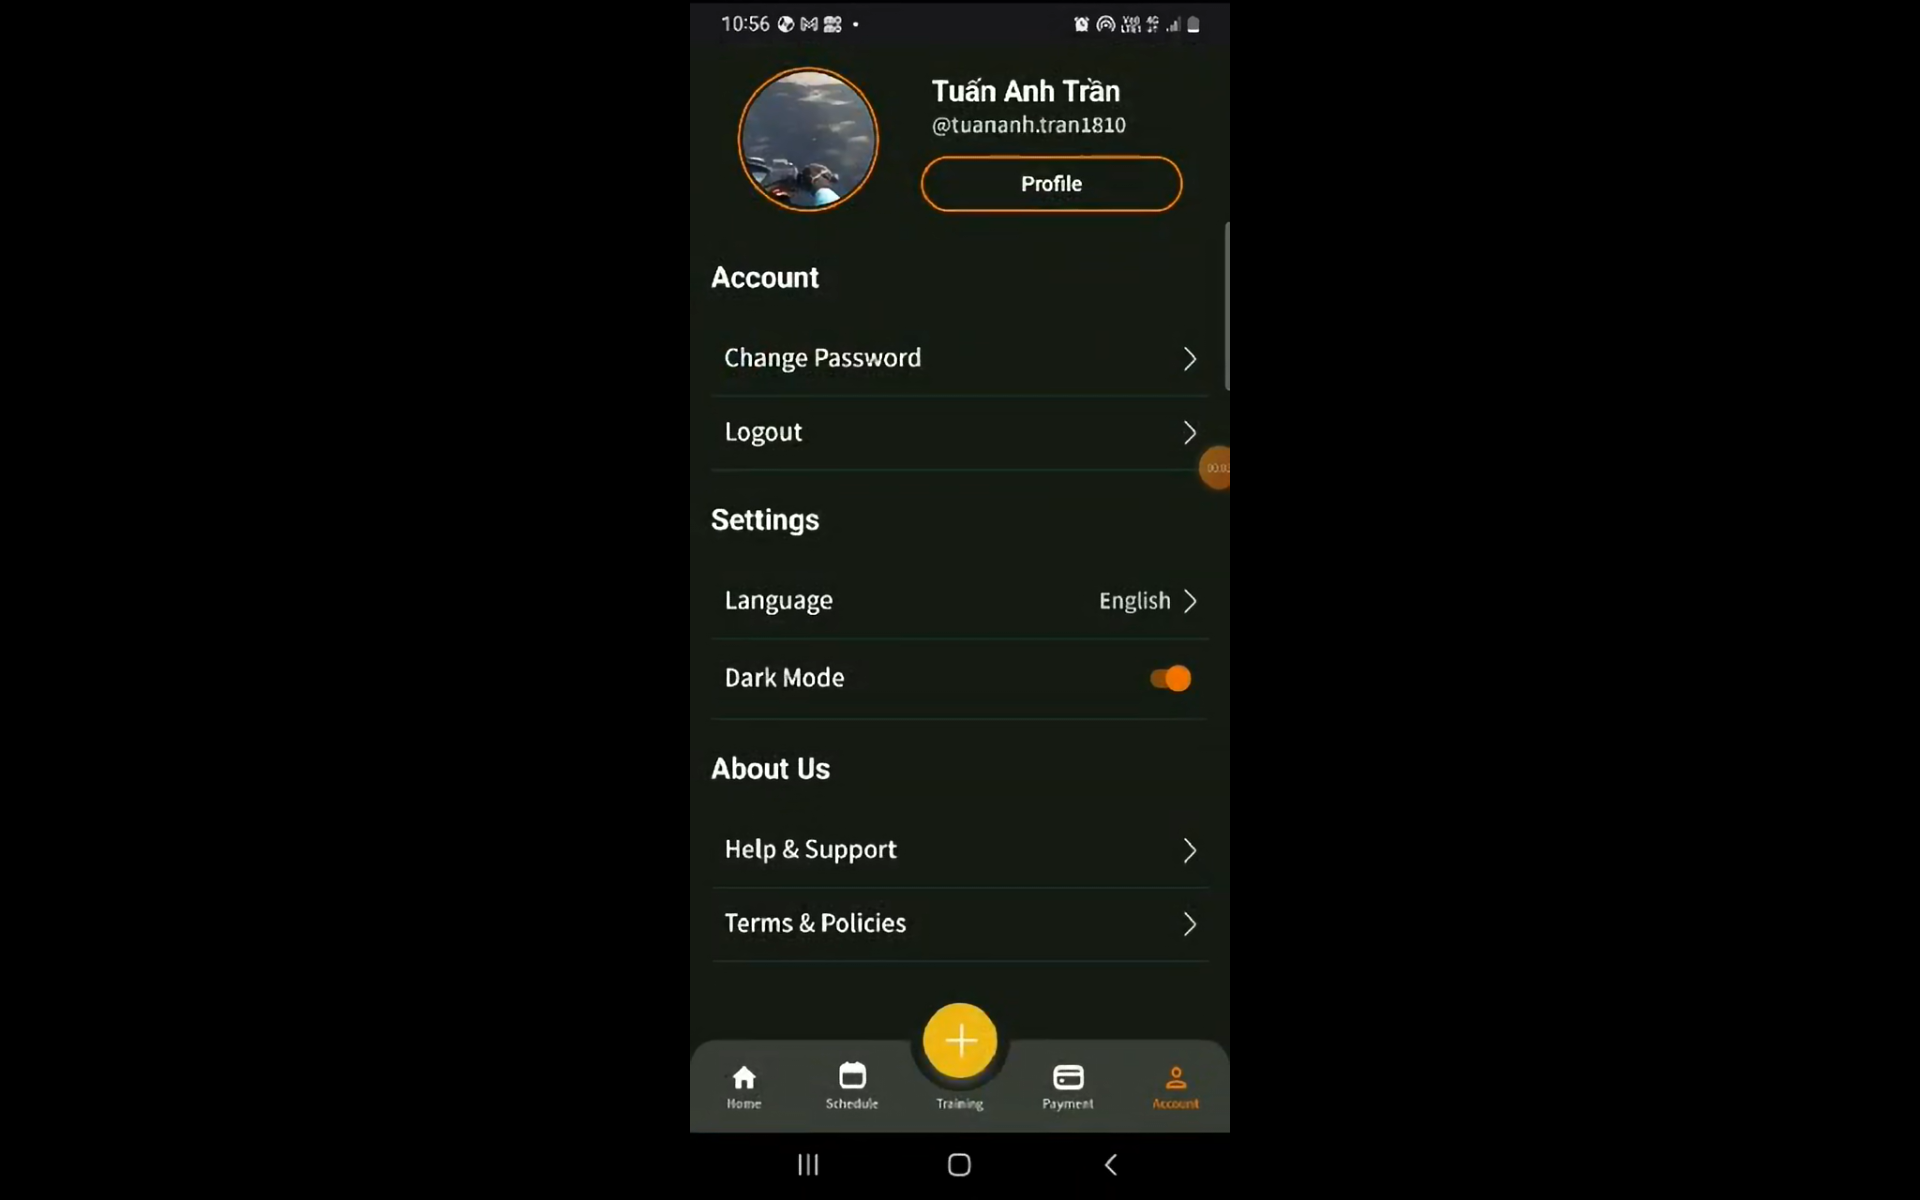 10:56
Tuấn Anh Trần
@tuananh.tran1810
Profile
Account
Change Password
Logout
Settings
Language English
Dark Mode
About Us
Help & Support
Terms & Policies
Home Schedule Training Payment Account